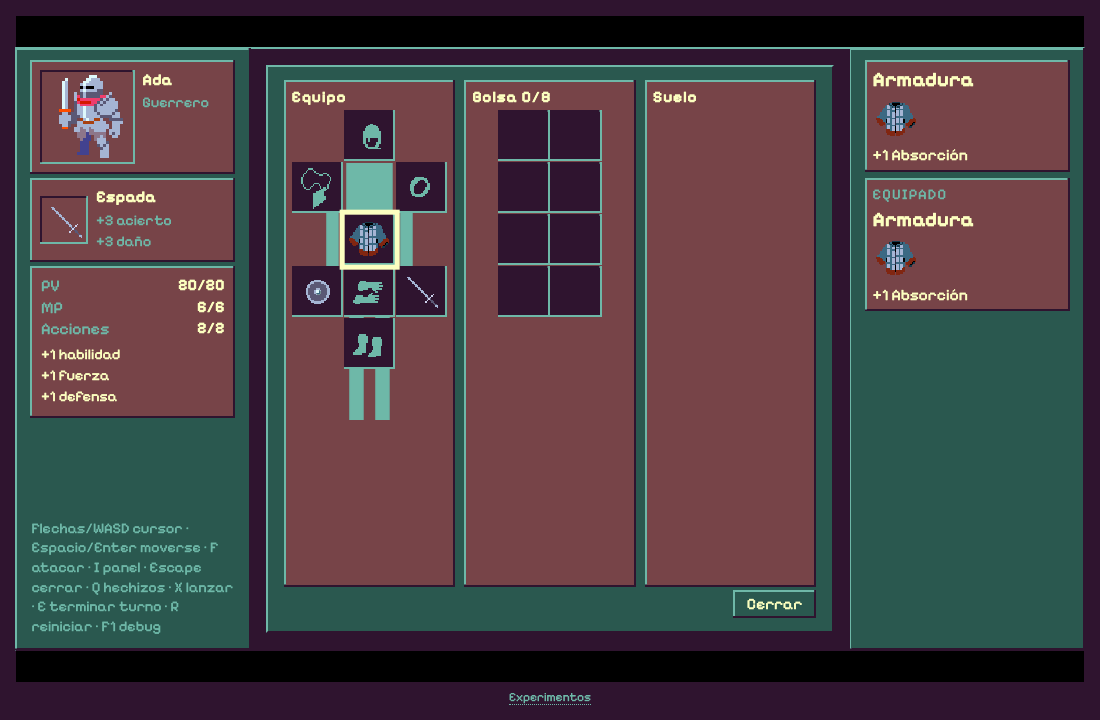 Ada
Guerrero
Espada
+3 acierto
+3 daño
PV 80/80
MP 6/6
Acciones 8/8
+1 habilidad
+1 fuerza
+1 defensa
Flechas/WASD cursor ·
Espacio/Enter moverse · F
atacar · I panel · Escape
cerrar · Q hechizos · X lanzar
· E terminar turno · R
reiniciar · F1 debug
Equipo
Bolsa 0/8
Suelo
Cerrar
Armadura
+1 Absorción
EQUIPADO
Armadura
+1 Absorción
Experimentos